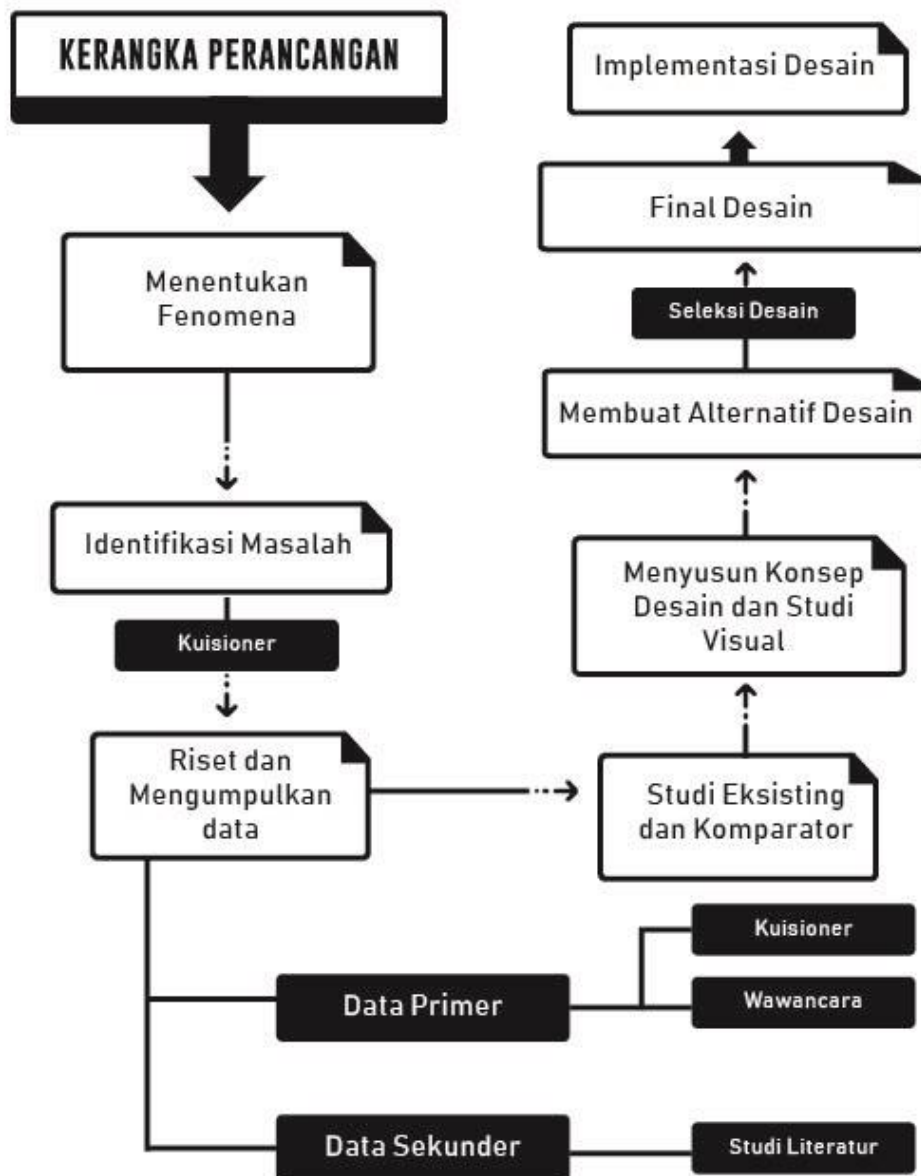 KERANGKA PERANCANGAN
Menentukan
Fenomena
Identifikasi Masalah
Kuisioner
Riset dan
Mengumpulkan
data
Data Primer
Kuisioner
Wawancara
Data Sekunder
Studi Literatur
Studi Eksisting
dan Komparator
Menyusun Konsep
Desain dan Studi
Visual
Membuat Alternatif Desain
Seleksi Desain
Final Desain
Implementasi Desain